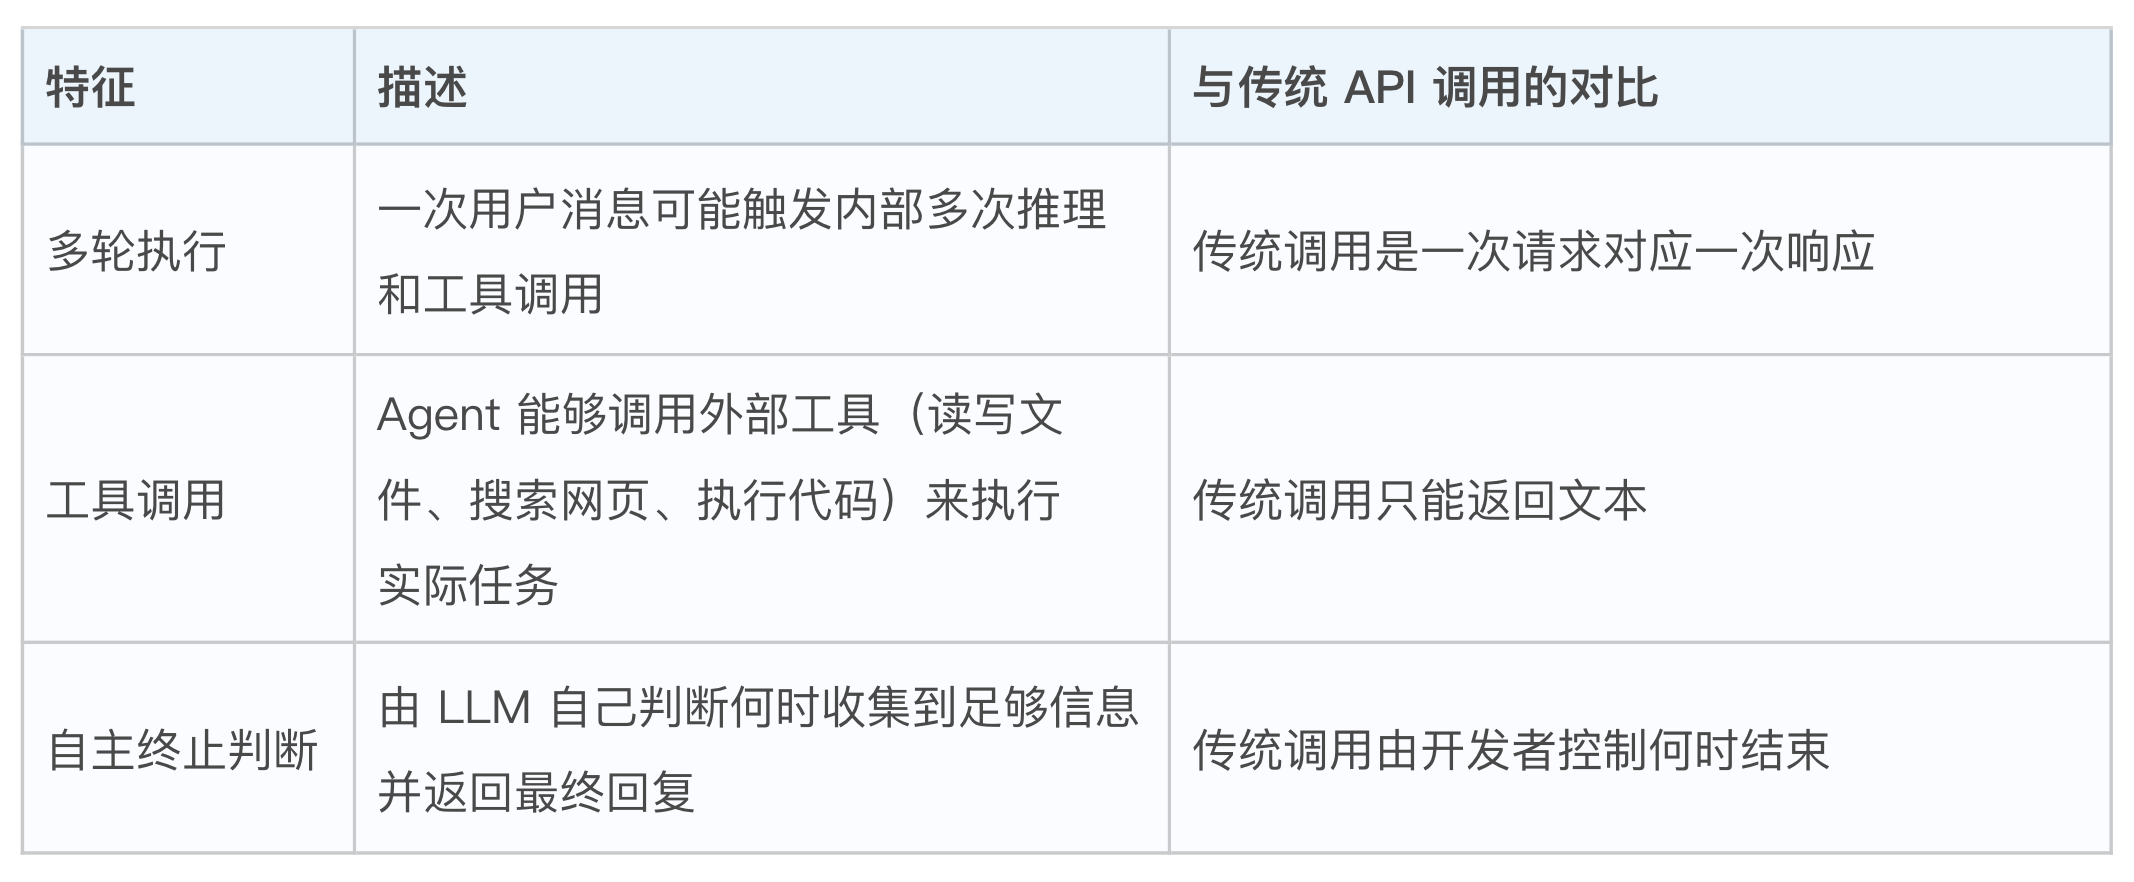 特征
描述
与传统 API 调用的对比
多轮执行
一次用户消息可能触发内部多次推理
和工具调用
传统调用是一次请求对应一次响应
工具调用
Agent 能够调用外部工具（读写文
件、搜索网页、执行代码）来执行
实际任务
传统调用只能返回文本
自主终止判断
由 LLM 自己判断何时收集到足够信息
并返回最终回复
传统调用由开发者控制何时结束